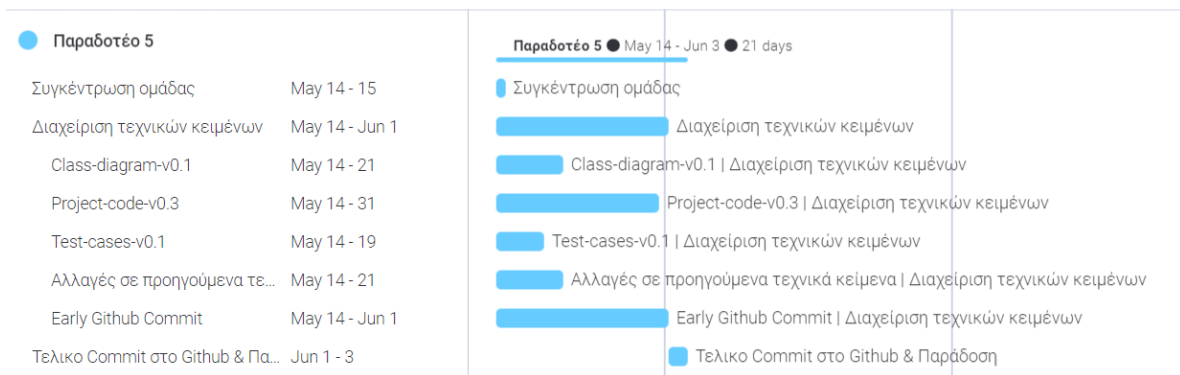 Παραδοτέο 5
Παραδοτέο 5 ● May 14 - Jun 3 ● 21 days
Συγκέντρωση ομάδας May 14 - 15 Συγκέντρωση ομάδας
Διαχείριση τεχνικών κειμένων May 14 - Jun 1 Διαχείριση τεχνικών κειμένων
Class-diagram-v0.1 May 14 - 21 Class-diagram-v0.1 | Διαχείριση τεχνικών κειμένων
Project-code-v0.3 May 14 - 31 Project-code-v0.3 | Διαχείριση τεχνικών κειμένων
Test-cases-v0.1 May 14 - 19 Test-cases-v0.1 | Διαχείριση τεχνικών κειμένων
Αλλαγές σε προηγούμενα τε... May 14 - 21 Αλλαγές σε προηγούμενα τεχνικά κείμενα | Διαχείριση τεχνικών κειμένων
Early Github Commit May 14 - Jun 1 Early Github Commit | Διαχείριση τεχνικών κειμένων
Τελικο Commit στο Github & Πα... Jun 1 - 3 Τελικο Commit στο Github & Παράδοση